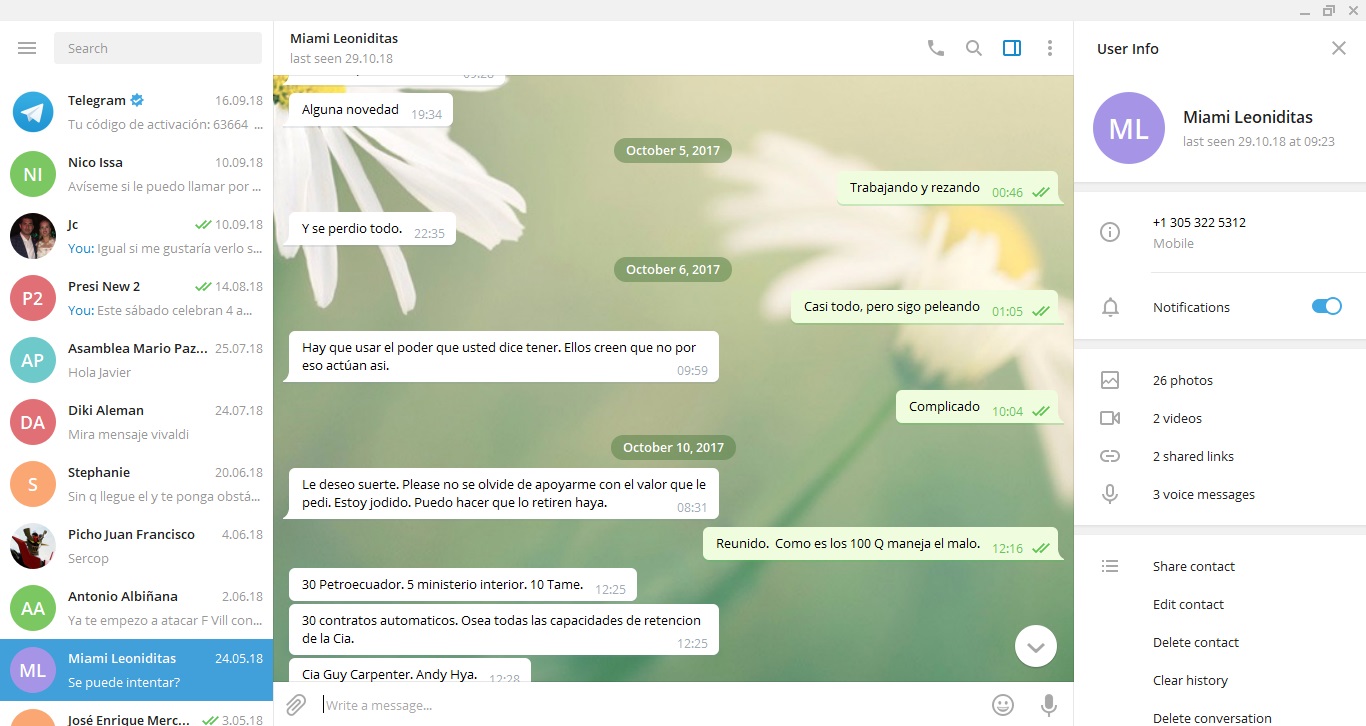 Search
Telegram 16.09.18
Tu código de activación: 63664 ...
Nico Issa 10.09.18
Avíseme si le puedo llamar por ...
Jc 10.09.18
You: Igual si me gustaría verlo s...
Presi New 2 14.08.18
You: Este sábado celebran 4 a...
Asamblea Mario Paz... 25.07.18
Hola Javier
Diki Aleman 24.07.18
Mira mensaje vivaldi
Stephanie 20.06.18
Sin q llegue el y te ponga obstá...
Picho Juan Francisco 4.06.18
Sercop
Antonio Albiñana 2.06.18
Ya te empezo a atacar F Vill con...
Miami Leoniditas 24.05.18
Se puede intentar?
José Enrique Merc... 3.05.18
NI
P2
AP
DA
S
AA
ML
Miami Leoniditas
last seen 29.10.18
Alguna novedad 19:34
October 5, 2017
Trabajando y rezando 00:46
Y se perdio todo. 22:35
October 6, 2017
Casi todo, pero sigo peleando 01:05
Hay que usar el poder que usted dice tener. Ellos creen que no por
eso actúan asi. 09:59
Complicado 10:04
October 10, 2017
Le deseo suerte. Please no se olvide de apoyarme con el valor que le
pedi. Estoy jodido. Puedo hacer que lo retiren haya. 08:31
Reunido. Como es los 100 Q maneja el malo. 12:16
30 Petroecuador. 5 ministerio interior. 10 Tame. 12:25
30 contratos automaticos. Osea todas las capacidades de retencion
de la Cia. 12:25
Cia Guy Carpenter. Andy Hya. 12:28
Write a message...
User Info
ML
Miami Leoniditas
last seen 29.10.18 at 09:23
+1 305 322 5312
Mobile
Notifications
26 photos
2 videos
2 shared links
3 voice messages
Share contact
Edit contact
Delete contact
Clear history
Delete conversation